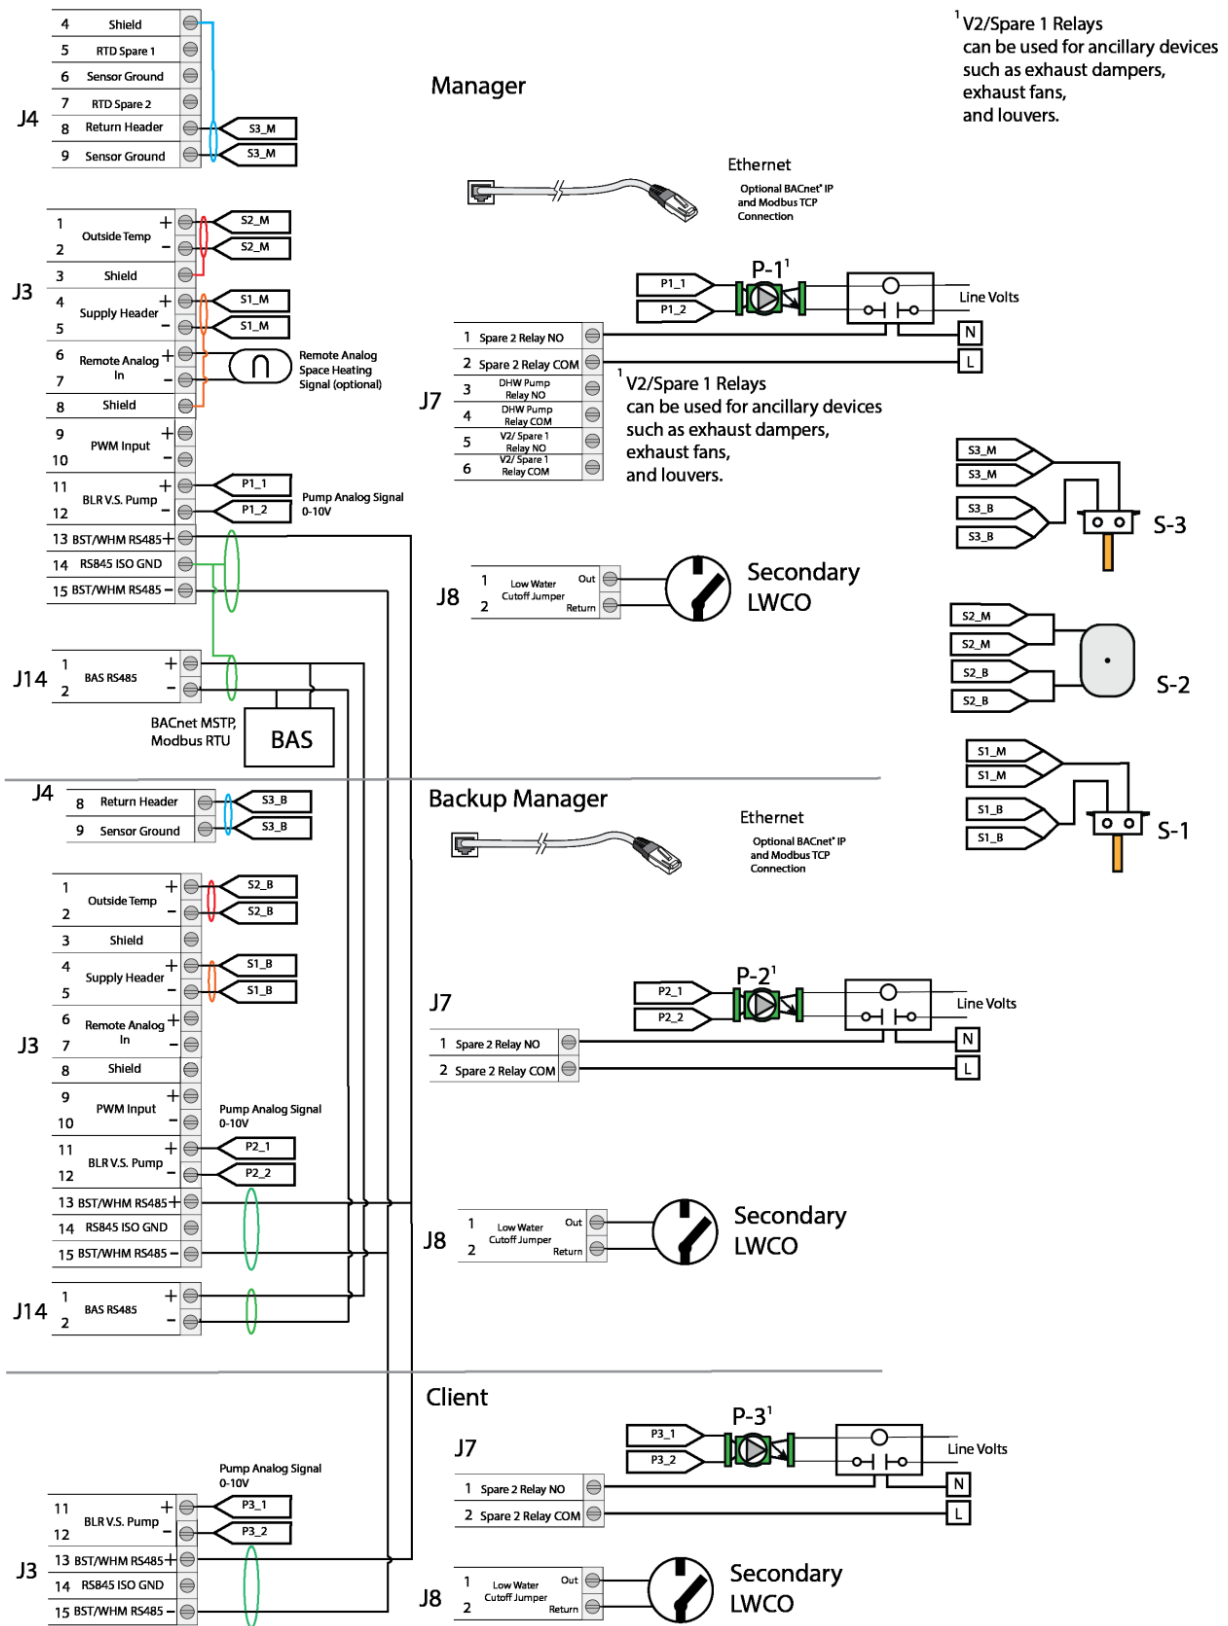 4 Shield
5 RTD Spare 1
6 Sensor Ground
7 RTD Spare 2
J4
8 Return Header
S3_M
9 Sensor Ground
S3_M
Manager
1 V2/Spare 1 Relays
can be used for ancillary devices
such as exhaust dampers,
exhaust fans,
and louvers.
Ethernet
Optional BACnet® IP
and Modbus TCP
Connection
J3
1 Outside Temp +
2 −
S2_M
S2_M
3 Shield
4 Supply Header +
5 −
S1_M
S1_M
6 Remote Analog +
7 In −
Remote Analog
Space Heating
Signal (optional)
8 Shield
9 PWM Input +
10 −
11 BLR V.S. Pump +
12 −
P1_1
P1_2
Pump Analog Signal
0-10V
13 BST/WHM RS485 +
14 RS845 ISO GND
15 BST/WHM RS485 −
P1_1
P1_2
P-1¹
Line Volts
N
L
J7
1 Spare 2 Relay NO
2 Spare 2 Relay COM
3 DHW Pump
Relay NO
4 DHW Pump
Relay COM
5 V2/ Spare 1
Relay NO
6 V2/ Spare 1
Relay COM
1 V2/Spare 1 Relays
can be used for ancillary devices
such as exhaust dampers,
exhaust fans,
and louvers.
J8
1 Low Water Out
2 Cutoff Jumper Return
Secondary
LWCO
S3_M
S3_M
S3_B
S3_B
S-3
S2_M
S2_M
S2_B
S2_B
S-2
S1_M
S1_M
S1_B
S1_B
S-1
J14
1 BAS RS485 +
2 −
BACnet MSTP,
Modbus RTU
BAS
J4
8 Return Header
S3_B
9 Sensor Ground
S3_B
Backup Manager
Ethernet
Optional BACnet® IP
and Modbus TCP
Connection
J3
1 Outside Temp +
2 −
S2_B
S2_B
3 Shield
4 Supply Header +
5 −
S1_B
S1_B
6 Remote Analog +
7 In −
8 Shield
9 PWM Input +
10 −
Pump Analog Signal
0-10V
11 BLR V.S. Pump +
12 −
P2_1
P2_2
13 BST/WHM RS485 +
14 RS845 ISO GND
15 BST/WHM RS485 −
J7
P2_1
P2_2
P-2¹
Line Volts
N
L
1 Spare 2 Relay NO
2 Spare 2 Relay COM
J8
1 Low Water Out
2 Cutoff Jumper Return
Secondary
LWCO
J14
1 BAS RS485 +
2 −
Client
J7
P3_1
P3_2
P-3¹
Line Volts
N
L
1 Spare 2 Relay NO
2 Spare 2 Relay COM
Pump Analog Signal
0-10V
J3
11 BLR V.S. Pump +
12 −
P3_1
P3_2
13 BST/WHM RS485 +
14 RS845 ISO GND
15 BST/WHM RS485 −
J8
1 Low Water Out
2 Cutoff Jumper Return
Secondary
LWCO